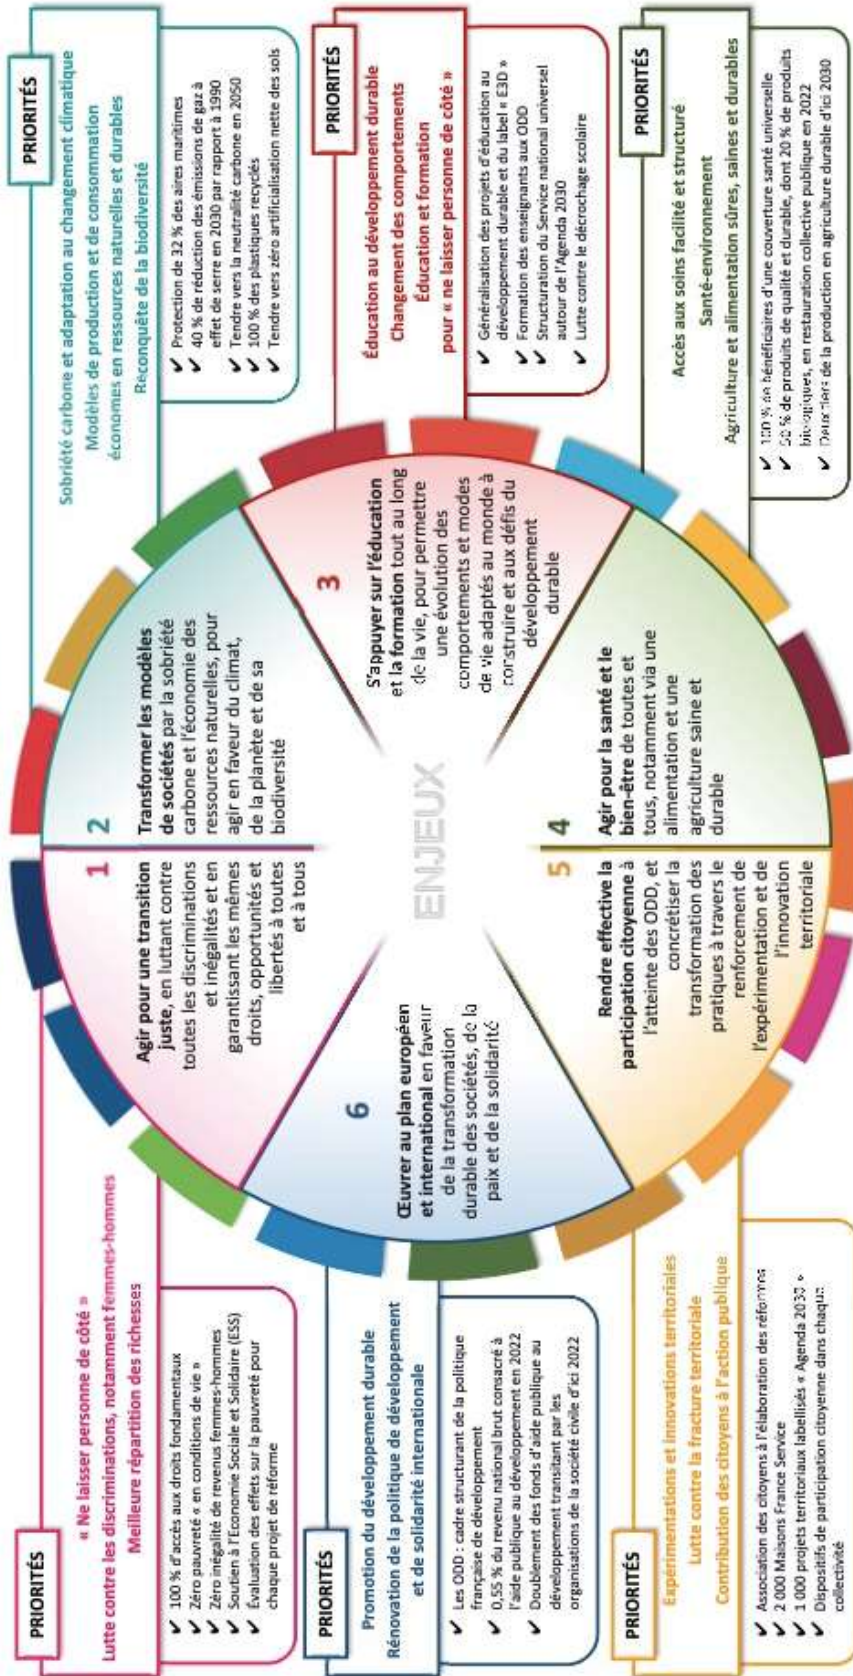 PRIORITÉS
« Ne laisser personne de côté »
Lutte contre les discriminations, notamment femmes-hommes
Meilleure répartition des richesses
✔ 100 % d'accès aux droits fondamentaux
✔ Zéro pauvreté « en conditions de vie »
✔ Zéro inégalité de revenus femmes-hommes
✔ Soutien à l'Economie Sociale et Solidaire (ESS)
✔ Évaluation des effets sur la pauvreté pour
chaque projet de réforme
1
Agir pour une transition
juste, en luttant contre
toutes les discriminations
et inégalités et en
garantissant les mêmes
droits, opportunités et
libertés à toutes
et à tous
2
Transformer les modèles
de sociétés par la sobriété
carbone et l'économie des
ressources naturelles, pour
agir en faveur du climat,
de la planète et de sa
biodiversité
PRIORITÉS
Sobriété carbone et adaptation au changement climatique
Modèles de production et de consommation
économes en ressources naturelles et durables
Reconquête de la biodiversité
✔ Protection de 32 % des aires maritimes
✔ 40 % de réduction des émissions de gaz à
effet de serre en 2030 par rapport à 1990
✔ Tendre vers la neutralité carbone en 2050
✔ 100 % des plastiques recyclés
✔ Tendre vers zéro artificialisation nette des sols
PRIORITÉS
Promotion du développement durable
Rénovation de la politique de développement
et de solidarité internationale
✔ Les ODD : cadre structurant de la politique
française de développement
✔ 0,55 % du revenu national brut consacré à
l'aide publique au développement en 2022
✔ Doublement des fonds d'aide publique au
développement transitant par les
organisations de la société civile d'ici 2022
6
Œuvrer au plan européen
et international en faveur
de la transformation
durable des sociétés, de la
paix et de la solidarité
ENJEUX
3
S'appuyer sur l'éducation
et la formation tout au long
de la vie, pour permettre
une évolution des
comportements et modes
de vie adaptés au monde à
construire et aux défis du
développement
durable
PRIORITÉS
Éducation au développement durable
Changement des comportements
Éducation et formation
pour « ne laisser personne de côté »
✔ Généralisation des projets d'éducation au
développement durable et du label « E3D »
✔ Formation des enseignants aux ODD
✔ Structuration du Service national universel
autour de l'Agenda 2030
✔ Lutte contre le décrochage scolaire
PRIORITÉS
Expérimentations et innovations territoriales
Lutte contre la fracture territoriale
Contribution des citoyens à l'action publique
✔ Association des citoyens à l'élaboration des réformes
✔ 2 000 Maisons France Service
✔ 1 000 projets territoriaux labellisés « Agenda 2030 »
✔ Dispositifs de participation citoyenne dans chaque
collectivité
5
Rendre effective la
participation citoyenne à
l'atteinte des ODD, et
concrétiser la
transformation des
pratiques à travers le
renforcement de
l'expérimentation et de
l'innovation
territoriale
4
Agir pour la santé et le
bien-être de toutes et
tous, notamment via une
alimentation et une
agriculture saine et
durable
PRIORITÉS
Accès aux soins facilité et structuré
Santé-environnement
Agriculture et alimentation sûres, saines et durables
✔ 100 % de bénéficiaires d'une couverture santé universelle
✔ 50 % de produits de qualité et durable, dont 20 % de produits
biologiques, en restauration collective publique en 2022
✔ Deux tiers de la production en agriculture durable d'ici 2030